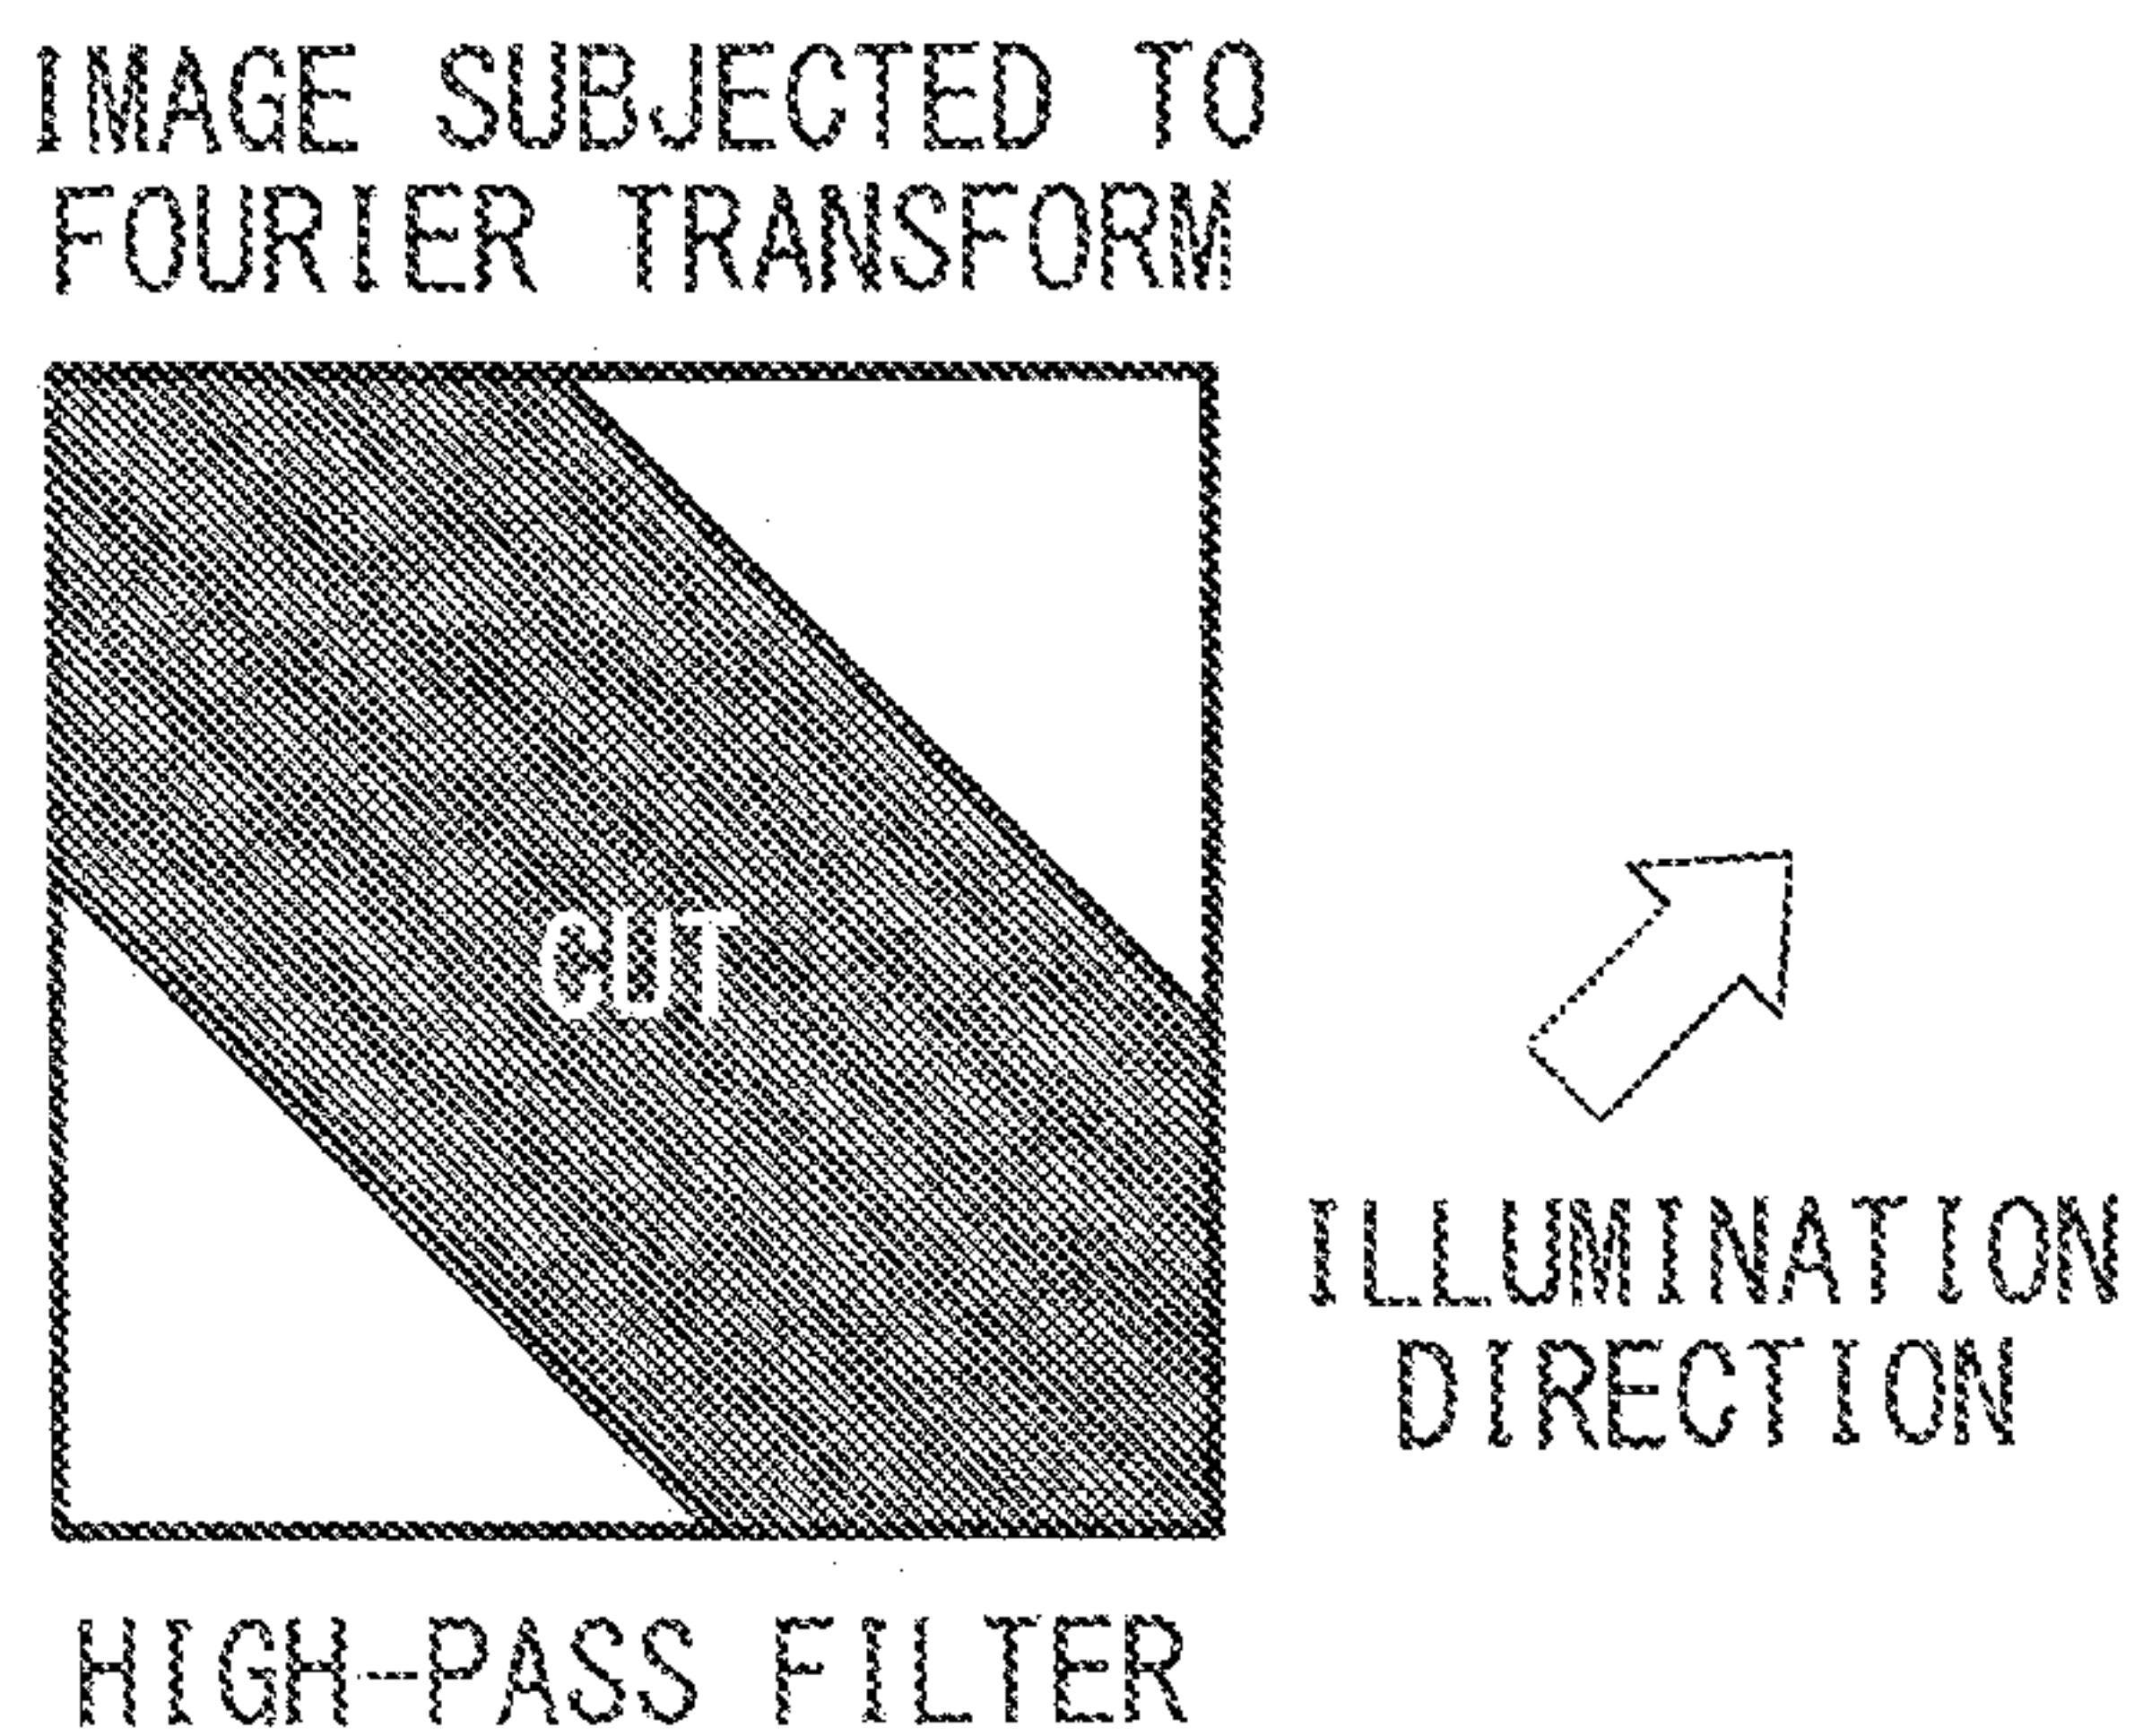 IMAGE SUBJECTED TO
FOURIER TRANSFORM
CUT
ILLUMINATION
DIRECTION
HIGH-PASS FILTER